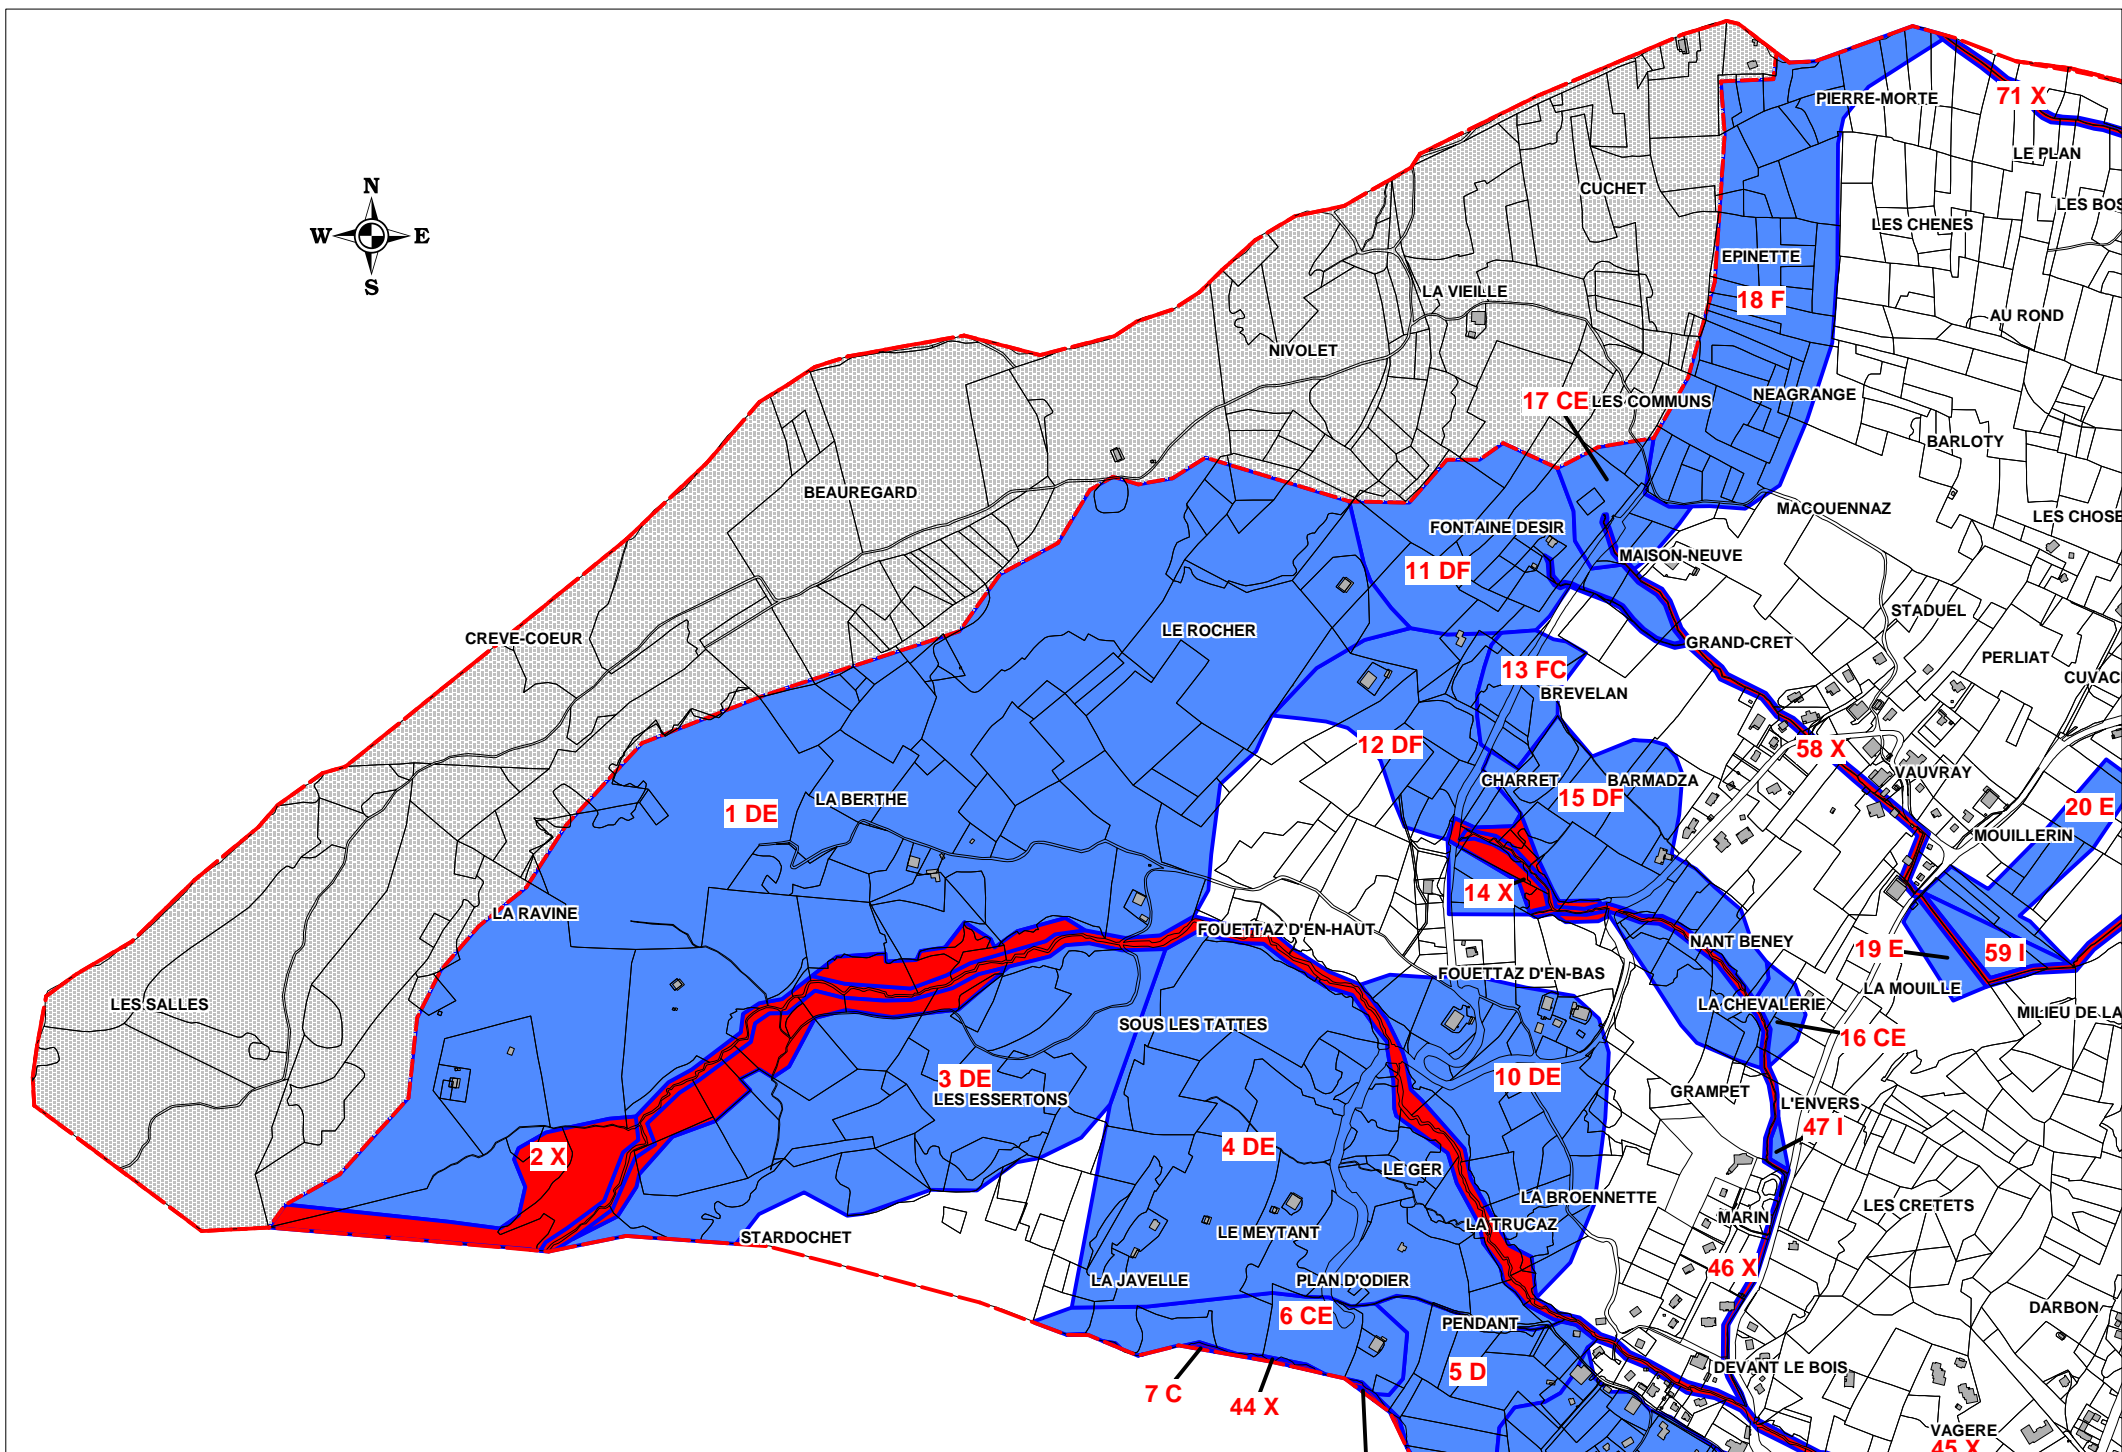 PIERRE-MORTE
71 X
LE PLAN
N
W
E
S
CUCHET
LES BOS
LES CHENES
EPINETTE
LA VIEILLE
18 F
AU ROND
NIVOLET
NEAGRANGE
17 CE
LES COMMUNS
BARLOTY
BEAUREGARD
MACOUENNAZ
LES CHOSE
FONTAINE DESIR
MAISON-NEUVE
11 DF
STADUEL
LE ROCHER
CREVE-COEUR
GRAND-CRET
PERLIAT
13 FC
CUVAC
BREVELAN
12 DF
58 X
VAUVRAY
CHARRET
BARMADZA
LA BERTHE
15 DF
20 E
1 DE
MOUILLERIN
14 X
LA RAVINE
FOUETTAZ D'EN-HAUT
NANT BENEY
19 E
59 I
FOUETTAZ D'EN-BAS
LA MOUILLE
LES SALLES
LA CHEVALERIE
MILIEU DE LA
SOUS LES TATTES
16 CE
3 DE
10 DE
LES ESSERTONS
GRAMPET
L'ENVERS
47 I
4 DE
2 X
LE GER
LA BROENNETTE
LES CRETETS
MARIN
LA TRUCAZ
LE MEYTANT
STARDOCHET
46 X
LA JAVELLE
PLAN D'ODIER
DARBON
6 CE
PENDANT
DEVANT LE BOIS
5 D
7 C
44 X
VAGERE
45 X